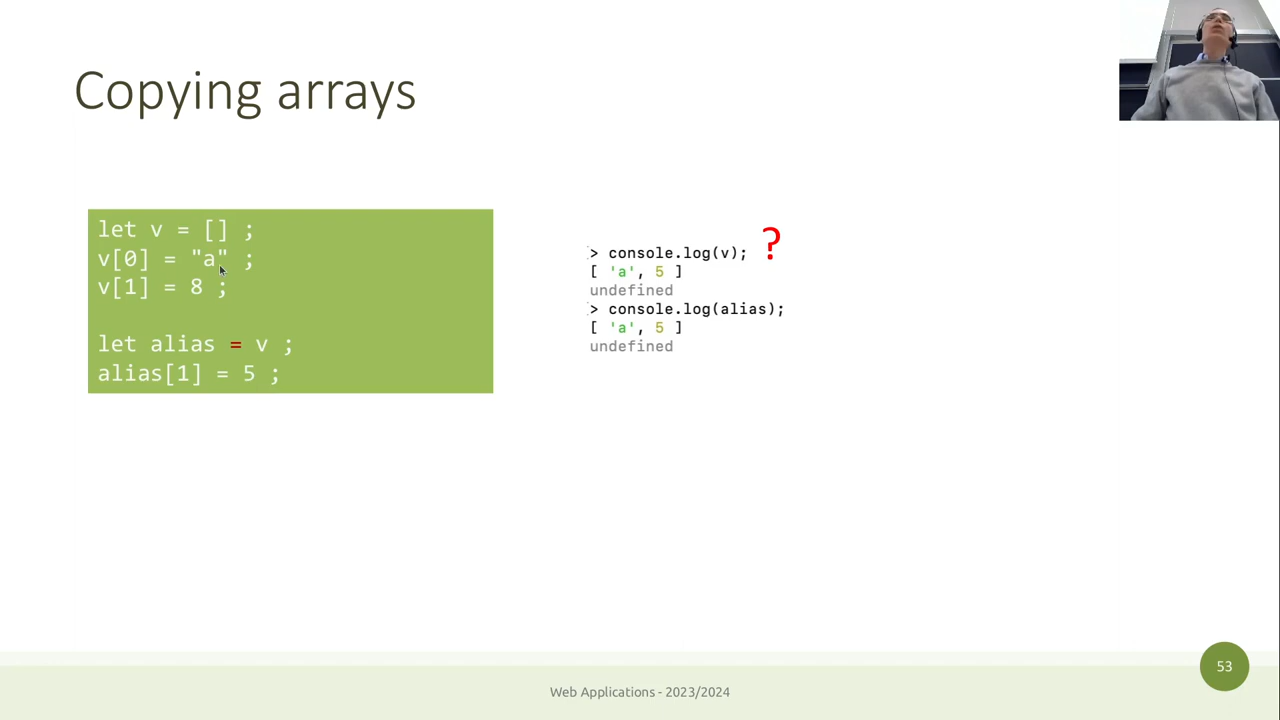 Copying arrays
let v = [] ;
v[0] = "a" ;
v[1] = 8 ;
let alias = v ;
alias[1] = 5 ;
> console.log(v); ?
[ 'a', 5 ]
undefined
> console.log(alias);
[ 'a', 5 ]
undefined
Web Applications - 2023/2024
53